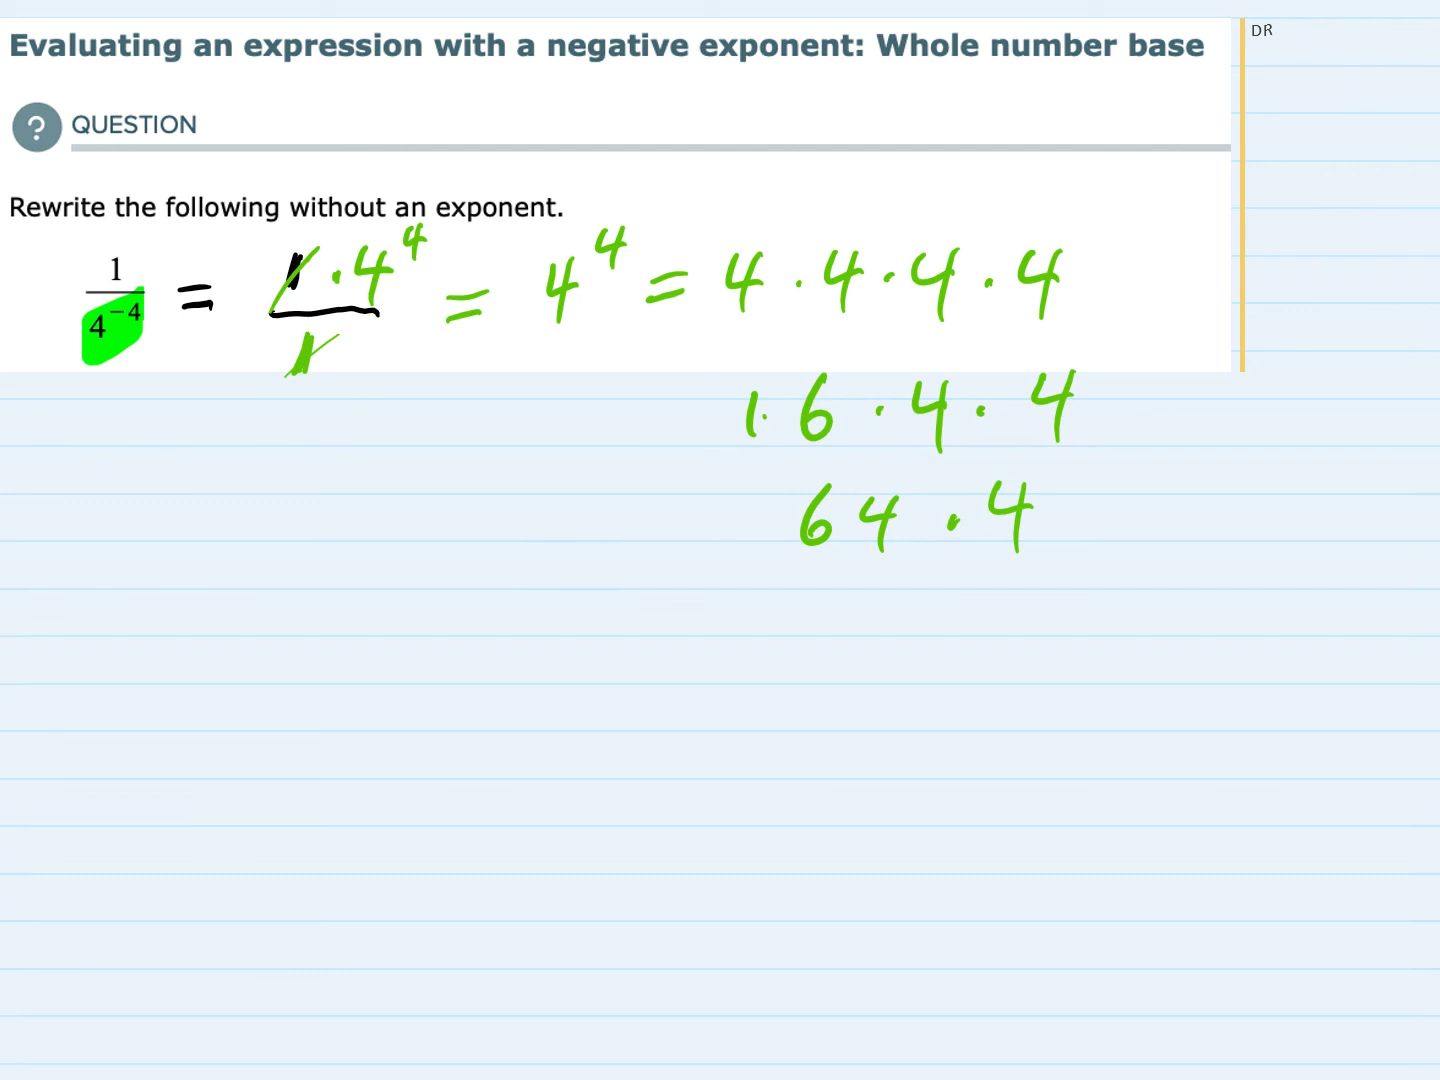 Evaluating an expression with a negative exponent: Whole number base
DR
? QUESTION
Rewrite the following without an exponent.
1/4^-4 = 1·4^4/1 = 4^4 = 4·4·4·4
1·6·4·4
64·4